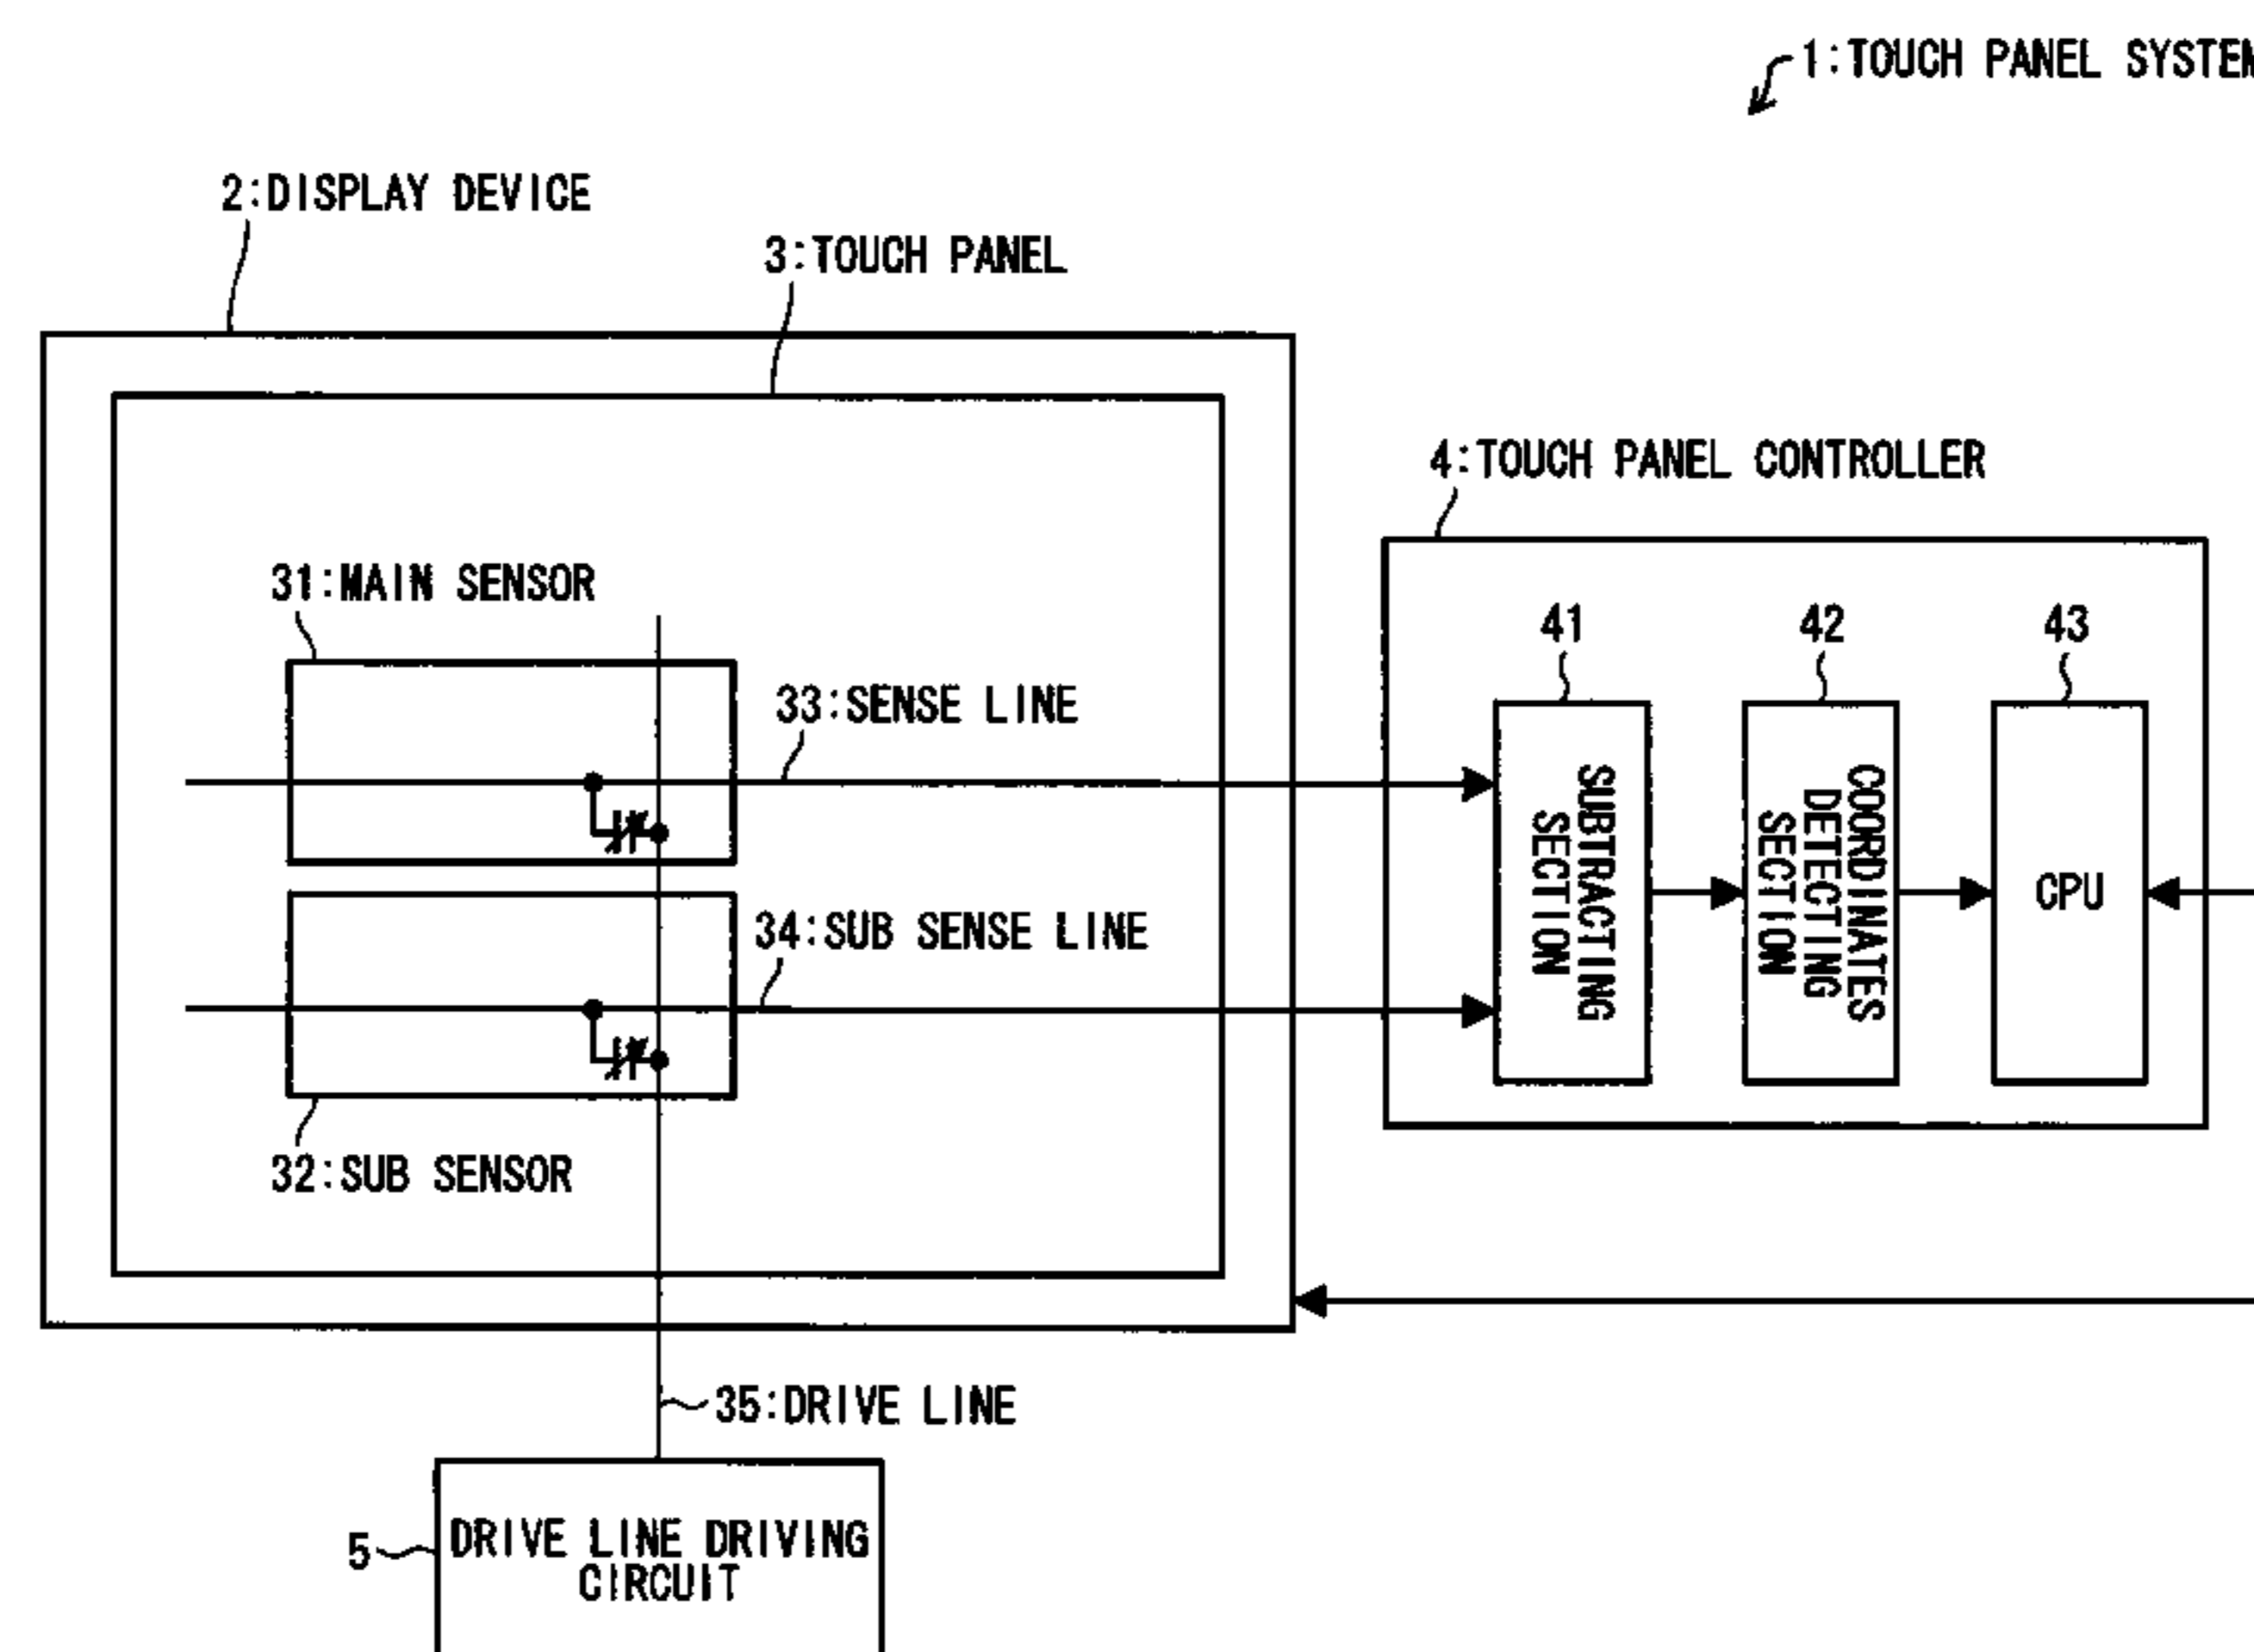 1:TOUCH PANEL SYSTEM
2:DISPLAY DEVICE
3:TOUCH PANEL
4:TOUCH PANEL CONTROLLER
31:MAIN SENSOR
41
42
43
33:SENSE LINE
SUBTRACTING
SECTION
COORDINATES
DETECTING
SECTION
CPU
34:SUB SENSE LINE
32:SUB SENSOR
35:DRIVE LINE
5
DRIVE LINE DRIVING
CIRCUIT